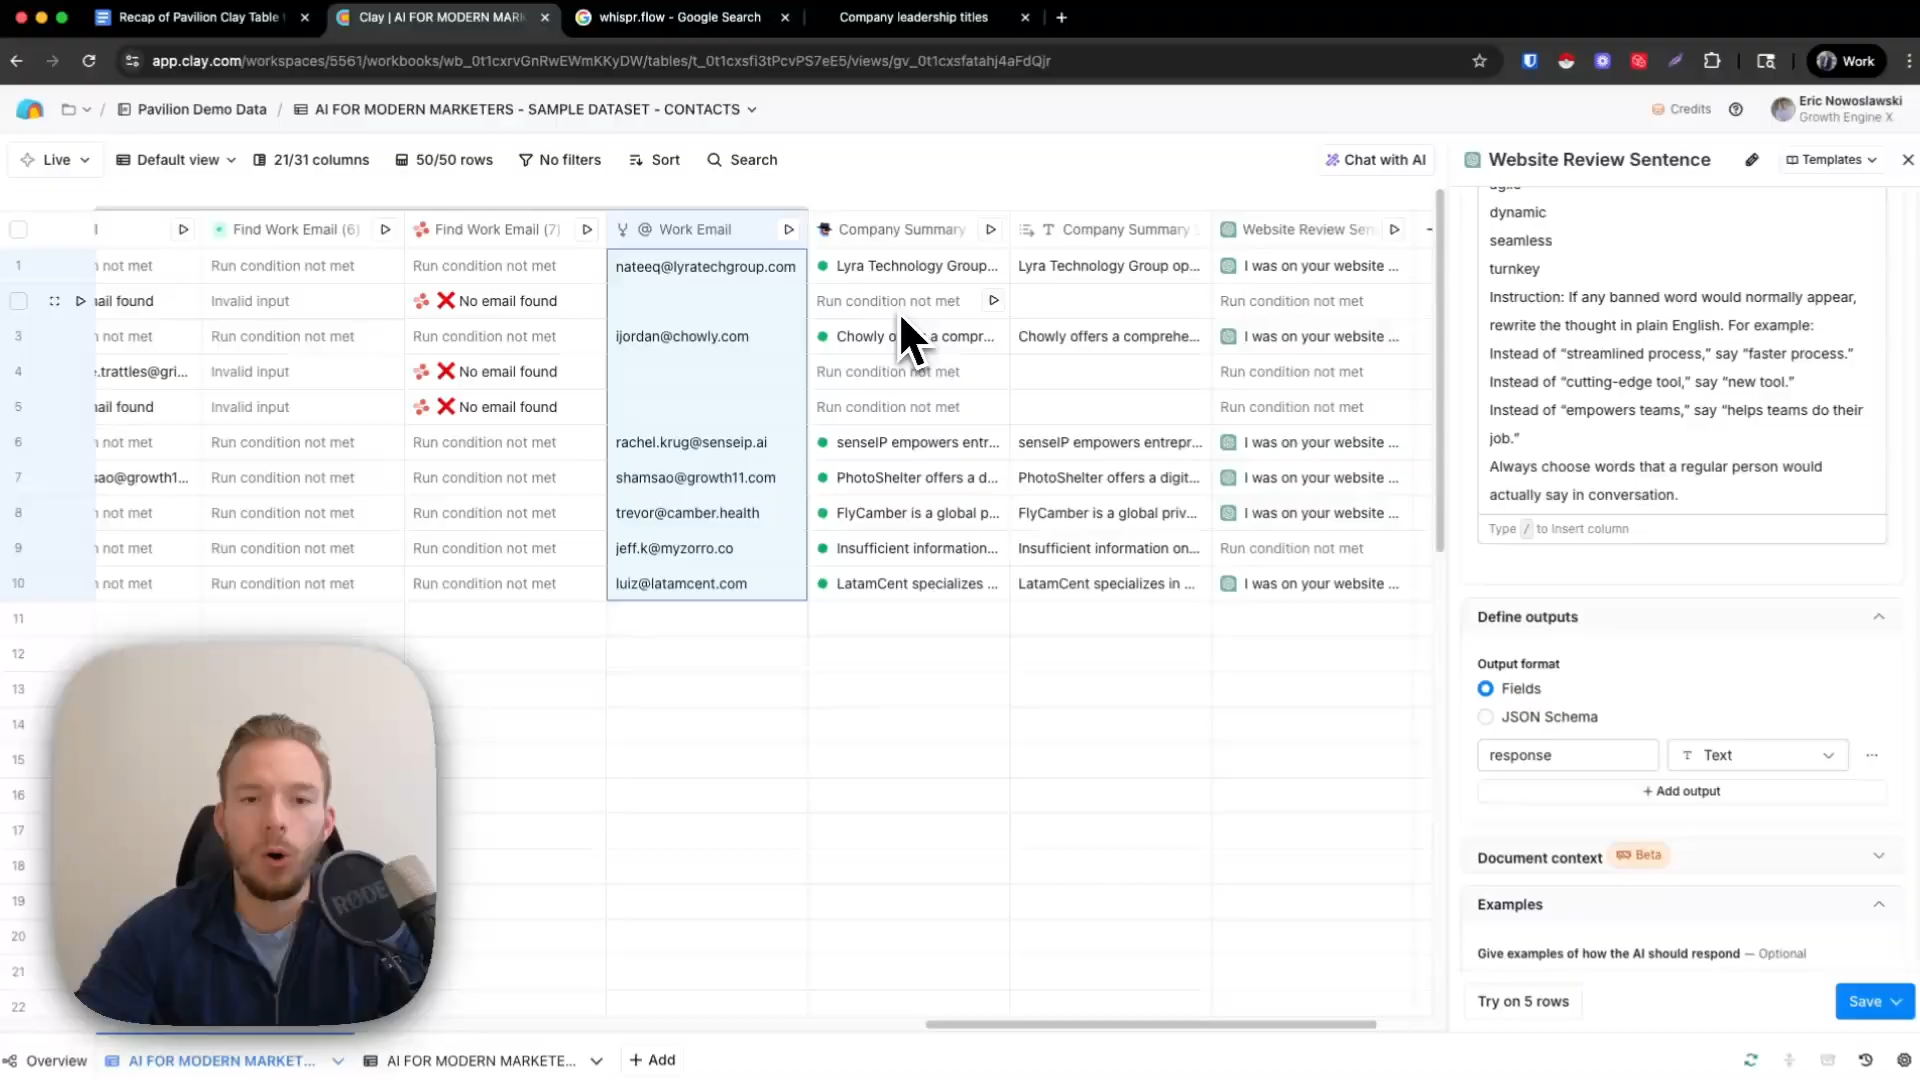 Recap of Pavilion Clay Table
Clay | AI FOR MODERN MARK
whispr.flow - Google Search
Company leadership titles
app.clay.com/workspaces/5561/workbooks/wb_0t1cxrvGnRwEWmKKyDW/tables/t_0t1cxsfi3tPcvPS7eE5/views/gv_0t1cxsfatahj4aFdQjr
Work
Pavilion Demo Data
/
AI FOR MODERN MARKETERS - SAMPLE DATASET - CONTACTS
Credits
Eric Nowoslawski
Growth Engine X
Live
Default view
21/31 columns
50/50 rows
No filters
Sort
Search
Chat with AI
Website Review Sentence
Templates
Find Work Email (6)
Find Work Email (7)
Work Email
Company Summary
Company Summary
Website Review Sen
1 not met Run condition not met Run condition not met nateeq@lyratechgroup.com Lyra Technology Group... Lyra Technology Group op... I was on your website ...
ail found Invalid input No email found Run condition not met Run condition not met
3 not met Run condition not met Run condition not met ijordan@chowly.com Chowly o a compr... Chowly offers a comprehe... I was on your website ...
4 .trattles@gri... Invalid input No email found Run condition not met Run condition not met
5 ail found Invalid input No email found Run condition not met Run condition not met
6 not met Run condition not met Run condition not met rachel.krug@senseip.ai senseIP empowers entr... senseIP empowers entrepr... I was on your website ...
7 sao@growth1... Run condition not met Run condition not met shamsao@growth11.com PhotoShelter offers a d... PhotoShelter offers a digit... I was on your website ...
8 not met Run condition not met Run condition not met trevor@camber.health FlyCamber is a global p... FlyCamber is a global priv... I was on your website ...
9 not met Run condition not met Run condition not met jeff.k@myzorro.co Insufficient information... Insufficient information on... Run condition not met
10 not met Run condition not met Run condition not met luiz@latamcent.com LatamCent specializes ... LatamCent specializes in ... I was on your website ...
11
12
13
14
15
16
17
18
19
20
21
22
RØDE
agile
dynamic
seamless
turnkey
Instruction: If any banned word would normally appear,
rewrite the thought in plain English. For example:
Instead of “streamlined process,” say “faster process.”
Instead of “cutting-edge tool,” say “new tool.”
Instead of “empowers teams,” say “helps teams do their
job.”
Always choose words that a regular person would
actually say in conversation.
Type / to Insert column
Define outputs
Output format
Fields
JSON Schema
response
T Text
+ Add output
Document context Beta
Examples
Give examples of how the AI should respond — Optional
Try on 5 rows
Save
Overview
AI FOR MODERN MARKET...
AI FOR MODERN MARKETE...
+ Add